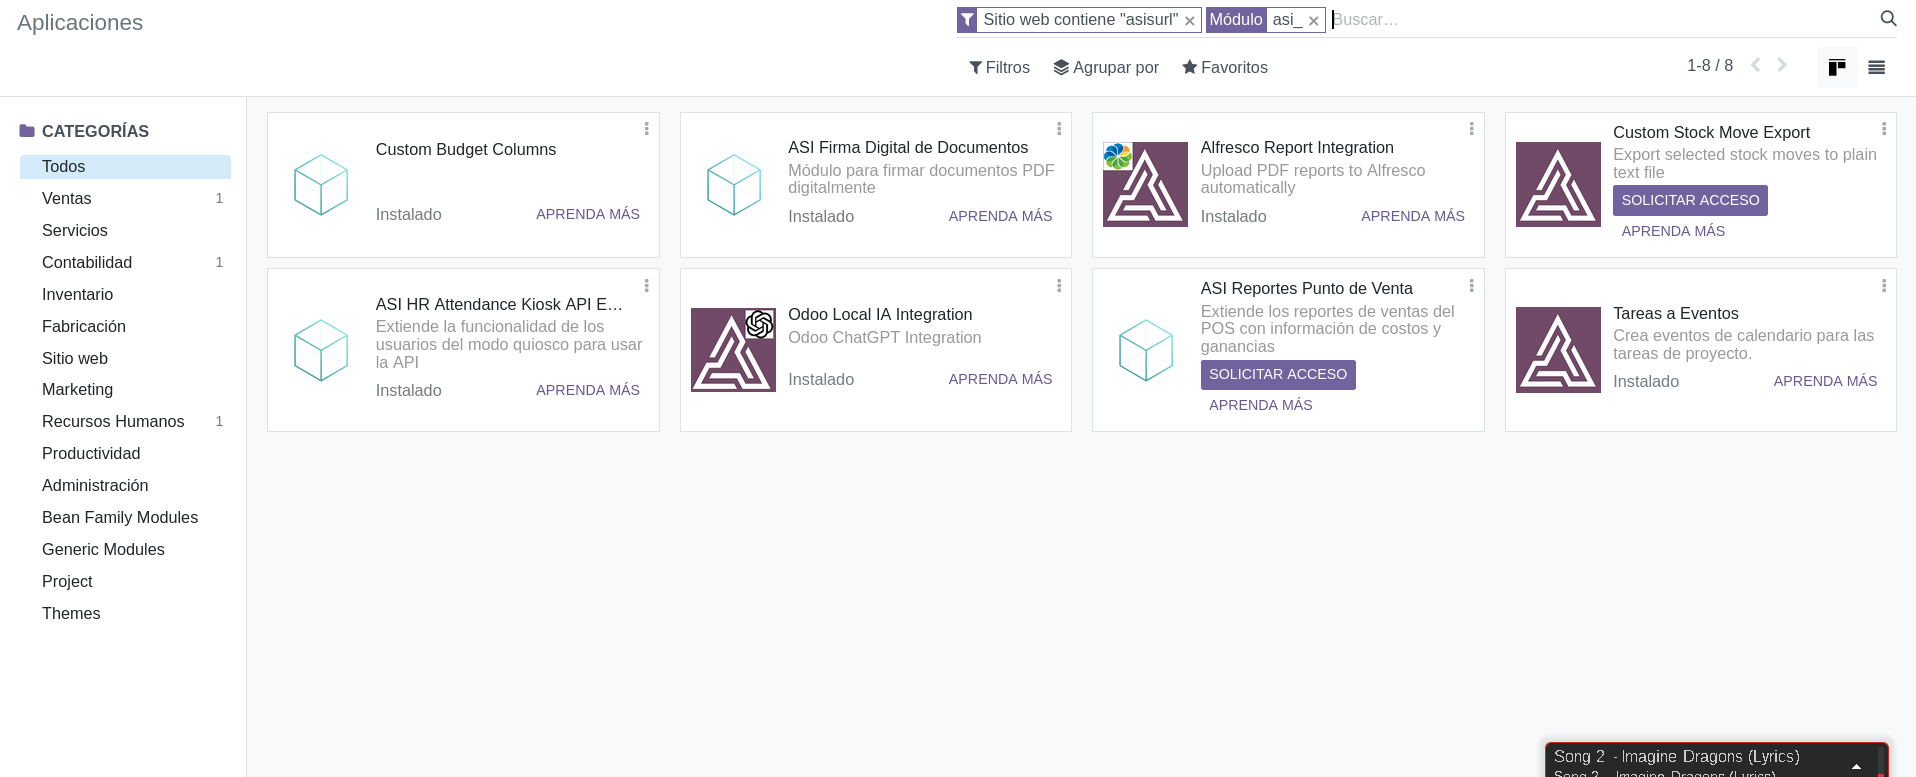 Aplicaciones
Sitio web contiene "asisurl" ×
Módulo asi_ ×
Buscar...
Filtros
Agrupar por
Favoritos
1-8 / 8
CATEGORÍAS
Todos
Ventas 1
Servicios
Contabilidad 1
Inventario
Fabricación
Sitio web
Marketing
Recursos Humanos 1
Productividad
Administración
Bean Family Modules
Generic Modules
Project
Themes
Custom Budget Columns
Instalado
APRENDA MÁS
ASI Firma Digital de Documentos
Módulo para firmar documentos PDF
digitalmente
Instalado
APRENDA MÁS
Alfresco Report Integration
Upload PDF reports to Alfresco
automatically
Instalado
APRENDA MÁS
Custom Stock Move Export
Export selected stock moves to plain
text file
SOLICITAR ACCESO
APRENDA MÁS
ASI HR Attendance Kiosk API E...
Extiende la funcionalidad de los
usuarios del modo quiosco para usar
la API
Instalado
APRENDA MÁS
Odoo Local IA Integration
Odoo ChatGPT Integration
Instalado
APRENDA MÁS
ASI Reportes Punto de Venta
Extiende los reportes de ventas del
POS con información de costos y
ganancias
SOLICITAR ACCESO
APRENDA MÁS
Tareas a Eventos
Crea eventos de calendario para las
tareas de proyecto.
Instalado
APRENDA MÁS
Song 2 - Imagine Dragons (Lyrics)
Song 2 - Imagine Dragons (Lyrics)